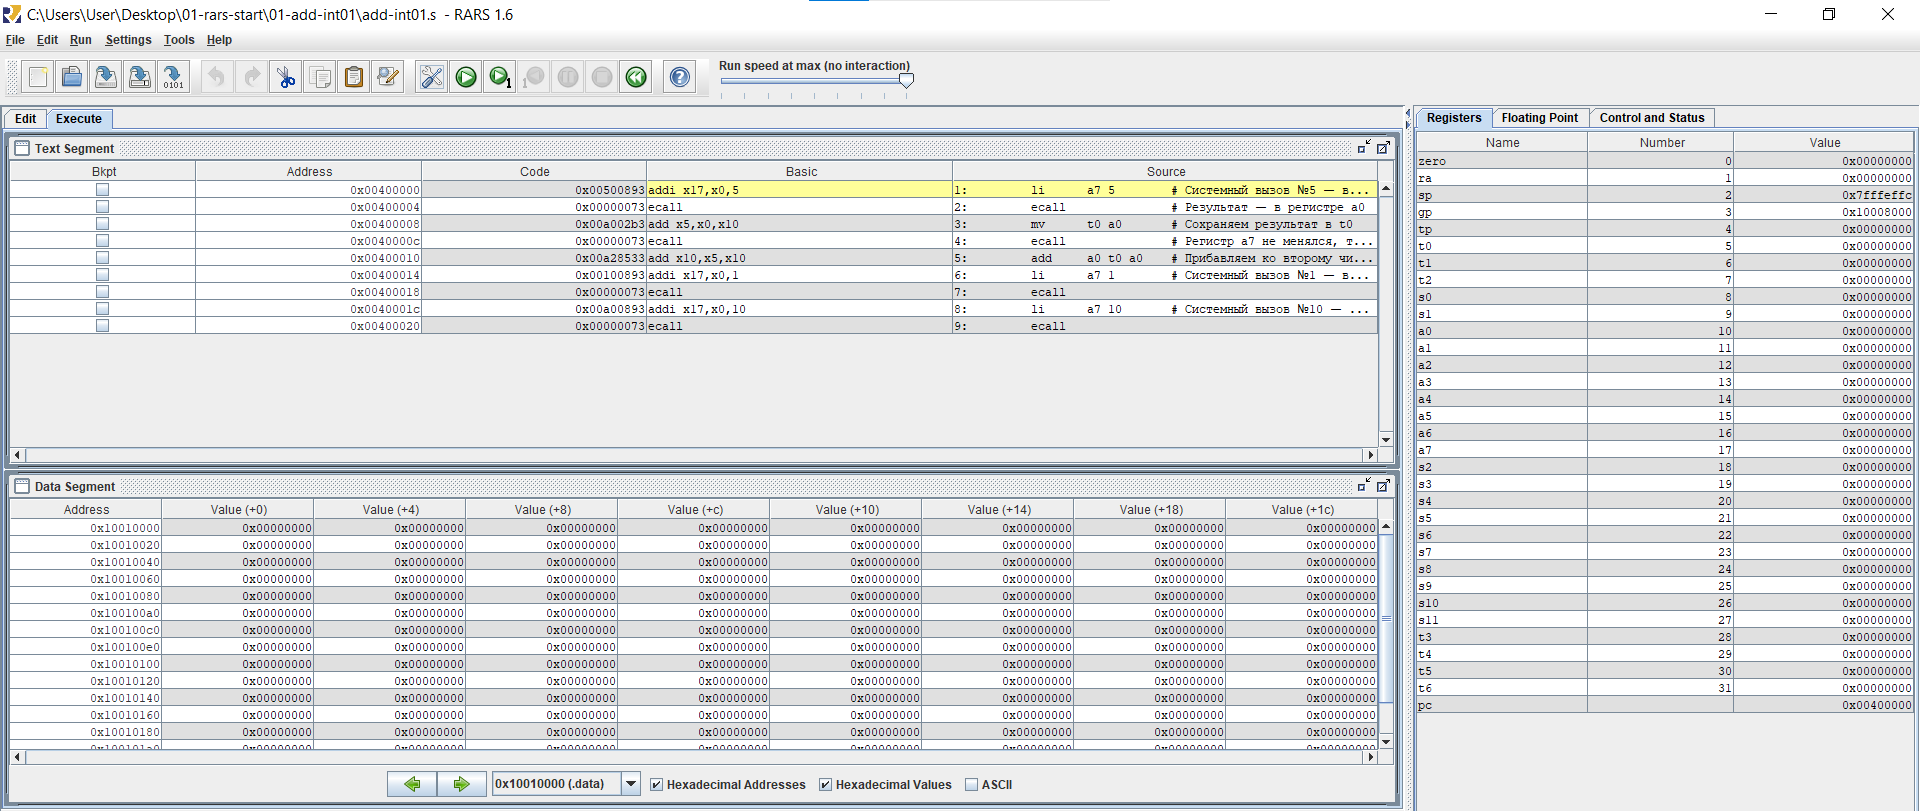 C:\Users\User\Desktop\01-rars-start\01-add-int01\add-int01.s - RARS 1.6
File Edit Run Settings Tools Help
Run speed at max (no interaction)
Edit Execute
Text Segment
Bkpt Address Code Basic Source
0x00400000 0x00500893 addi x17,x0,5 1: li a7 5 # Системный вызов №5 — в...
0x00400004 0x00000073 ecall 2: ecall # Результат — в регистре a0
0x00400008 0x00a002b3 add x5,x0,x10 3: mv t0 a0 # Сохраняем результат в t0
0x0040000c 0x00000073 ecall 4: ecall # Регистр a7 не менялся, т...
0x00400010 0x00a28533 add x10,x5,x10 5: add a0 t0 a0 # Прибавляем ко второму чи...
0x00400014 0x00100893 addi x17,x0,1 6: li a7 1 # Системный вызов №1 — в...
0x00400018 0x00000073 ecall 7: ecall
0x0040001c 0x00a00893 addi x17,x0,10 8: li a7 10 # Системный вызов №10 — ...
0x00400020 0x00000073 ecall 9: ecall
Data Segment
Address Value (+0) Value (+4) Value (+8) Value (+c) Value (+10) Value (+14) Value (+18) Value (+1c)
0x10010000 0x00000000 0x00000000 0x00000000 0x00000000 0x00000000 0x00000000 0x00000000 0x00000000
0x10010020 0x00000000 0x00000000 0x00000000 0x00000000 0x00000000 0x00000000 0x00000000 0x00000000
0x10010040 0x00000000 0x00000000 0x00000000 0x00000000 0x00000000 0x00000000 0x00000000 0x00000000
0x10010060 0x00000000 0x00000000 0x00000000 0x00000000 0x00000000 0x00000000 0x00000000 0x00000000
0x10010080 0x00000000 0x00000000 0x00000000 0x00000000 0x00000000 0x00000000 0x00000000 0x00000000
0x100100a0 0x00000000 0x00000000 0x00000000 0x00000000 0x00000000 0x00000000 0x00000000 0x00000000
0x100100c0 0x00000000 0x00000000 0x00000000 0x00000000 0x00000000 0x00000000 0x00000000 0x00000000
0x100100e0 0x00000000 0x00000000 0x00000000 0x00000000 0x00000000 0x00000000 0x00000000 0x00000000
0x10010100 0x00000000 0x00000000 0x00000000 0x00000000 0x00000000 0x00000000 0x00000000 0x00000000
0x10010120 0x00000000 0x00000000 0x00000000 0x00000000 0x00000000 0x00000000 0x00000000 0x00000000
0x10010140 0x00000000 0x00000000 0x00000000 0x00000000 0x00000000 0x00000000 0x00000000 0x00000000
0x10010160 0x00000000 0x00000000 0x00000000 0x00000000 0x00000000 0x00000000 0x00000000 0x00000000
0x10010180 0x00000000 0x00000000 0x00000000 0x00000000 0x00000000 0x00000000 0x00000000 0x00000000
0x10010000 (.data) Hexadecimal Addresses Hexadecimal Values ASCII
Registers Floating Point Control and Status
Name Number Value
zero 0 0x00000000
ra 1 0x00000000
sp 2 0x7fffeffc
gp 3 0x10008000
tp 4 0x00000000
t0 5 0x00000000
t1 6 0x00000000
t2 7 0x00000000
s0 8 0x00000000
s1 9 0x00000000
a0 10 0x00000000
a1 11 0x00000000
a2 12 0x00000000
a3 13 0x00000000
a4 14 0x00000000
a5 15 0x00000000
a6 16 0x00000000
a7 17 0x00000000
s2 18 0x00000000
s3 19 0x00000000
s4 20 0x00000000
s5 21 0x00000000
s6 22 0x00000000
s7 23 0x00000000
s8 24 0x00000000
s9 25 0x00000000
s10 26 0x00000000
s11 27 0x00000000
t3 28 0x00000000
t4 29 0x00000000
t5 30 0x00000000
t6 31 0x00000000
pc 0x00400000